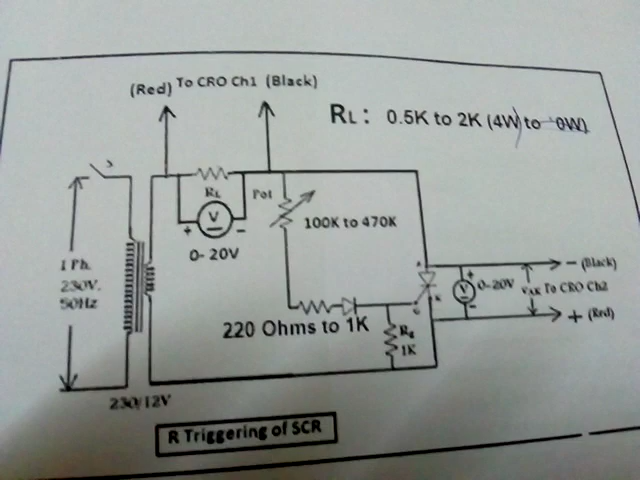 (Red) To CRO Ch1 (Black)
RL: 0.5K to 2K (4W) to
RL
Pot
V
+ -
0-20V
100K to 470K
1 Ph.
230V.
50Hz
220 Ohms to 1K
Rg
1K
A
K
G
V
+
-
0-20V
- (Black)
VAK To CRO Ch2
+ (Red)
230/12V
R Triggering of SCR